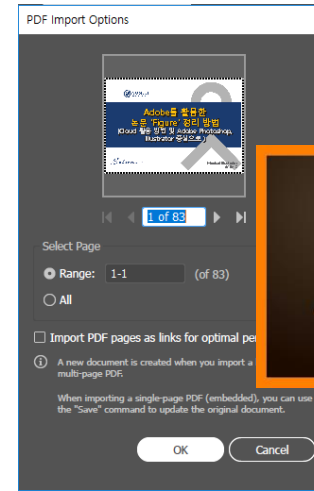 PDF Import Options
Adobe를 활용한
논문 'Figure' 정리 방법
(Cloud 활용 방법 및 Adobe Photoshop,
Illustrator 중심으로)
1 of 83
Select Page
Range: 1-1 (of 83)
All
Import PDF pages as links for optimal
A new document is created when you import a
multi-page PDF.
When importing a single-page PDF (embedded), you can use
the "Save" command to update the original document.
OK Cancel